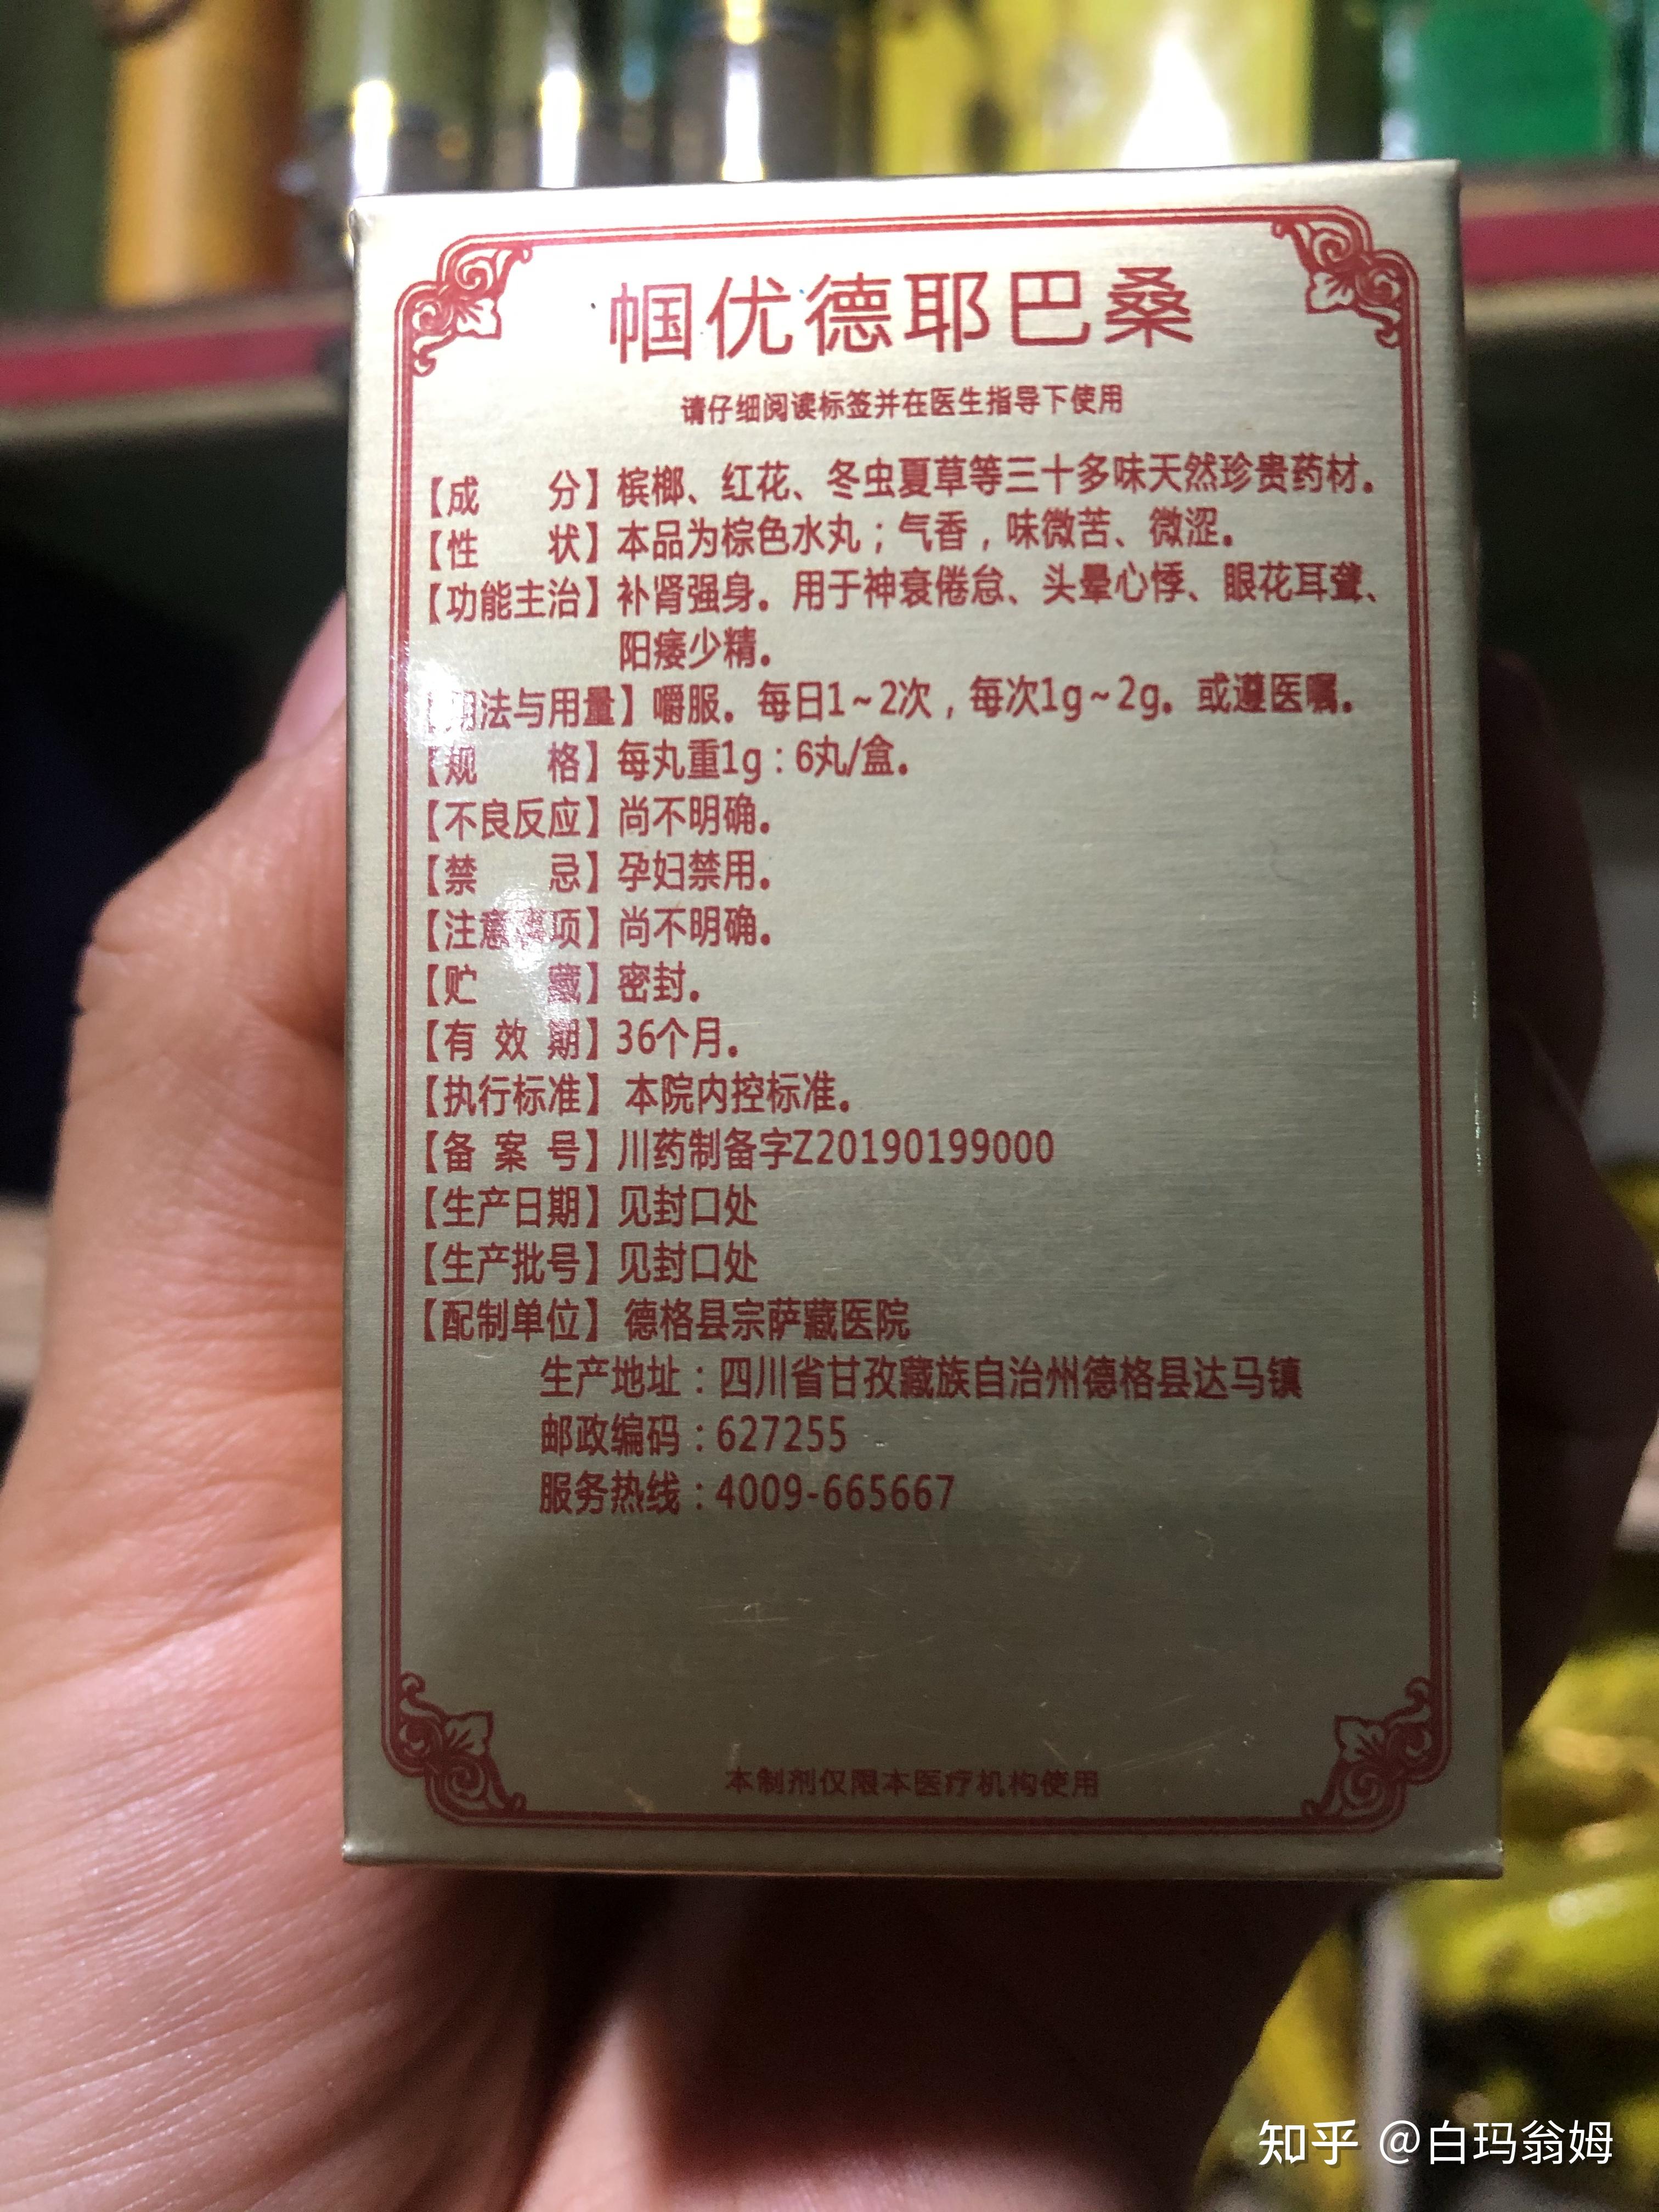 帼优德耶巴桑
请仔细阅读标签并在医生指导下使用
【成 分】槟榔、红花、冬虫夏草等三十多味天然珍贵药材。
【性 状】本品为棕色水丸；气香，味微苦、微涩。
【功能主治】补肾强身。用于神衰倦怠、头晕心悸、眼花耳聋、
阳痿少精。
【用法与用量】嚼服。每日1~2次，每次1g~2g。或遵医嘱。
【规 格】每丸重1g：6丸/盒。
【不良反应】尚不明确。
【禁 忌】孕妇禁用。
【注意事项】尚不明确。
【贮 藏】密封。
【有 效 期】36个月。
【执行标准】本院内控标准。
【备 案 号】川药制备字Z20190199000
【生产日期】见封口处
【生产批号】见封口处
【配制单位】德格县宗萨藏医院
生产地址：四川省甘孜藏族自治州德格县达马镇
邮政编码：627255
服务热线：4009-665667
本制剂仅限本医疗机构使用
知乎 @白玛翁姆